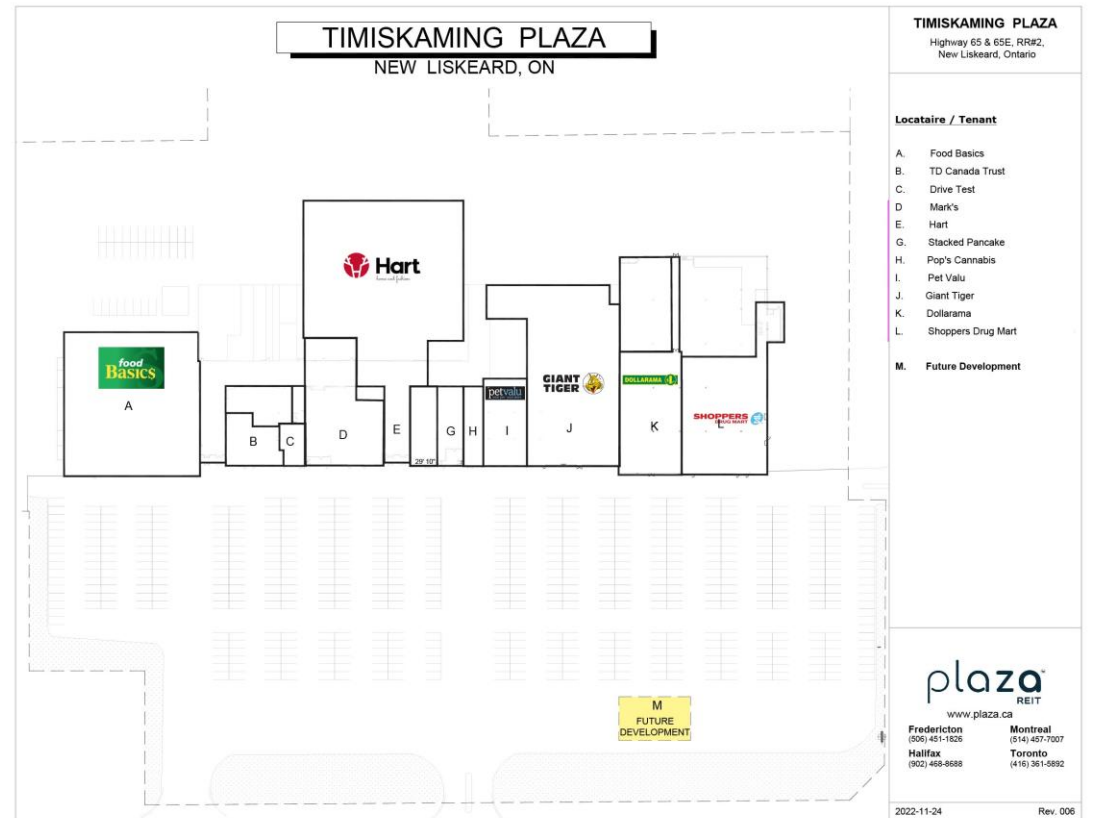 TIMISKAMING PLAZA
NEW LISKEARD, ON
Hart
food
Basics
A
B
C
D
E
29' 10"
G
H
petvalu
I
GIANT
TIGER
J
DOLLARAMA
K
SHOPPERS
DRUG MART
L
M
FUTURE
DEVELOPMENT
TIMISKAMING PLAZA
Highway 65 & 65E, RR#2,
New Liskeard, Ontario
Locataire / Tenant
A. Food Basics
B. TD Canada Trust
C. Drive Test
D Mark's
E. Hart
G. Stacked Pancake
H. Pop's Cannabis
I. Pet Valu
J. Giant Tiger
K. Dollarama
L. Shoppers Drug Mart
M. Future Development
plaza
REIT
www.plaza.ca
Fredericton Montreal
(506) 451-1826 (514) 457-7007
Halifax Toronto
(902) 468-8688 (416) 361-5892
2022-11-24 Rev. 006